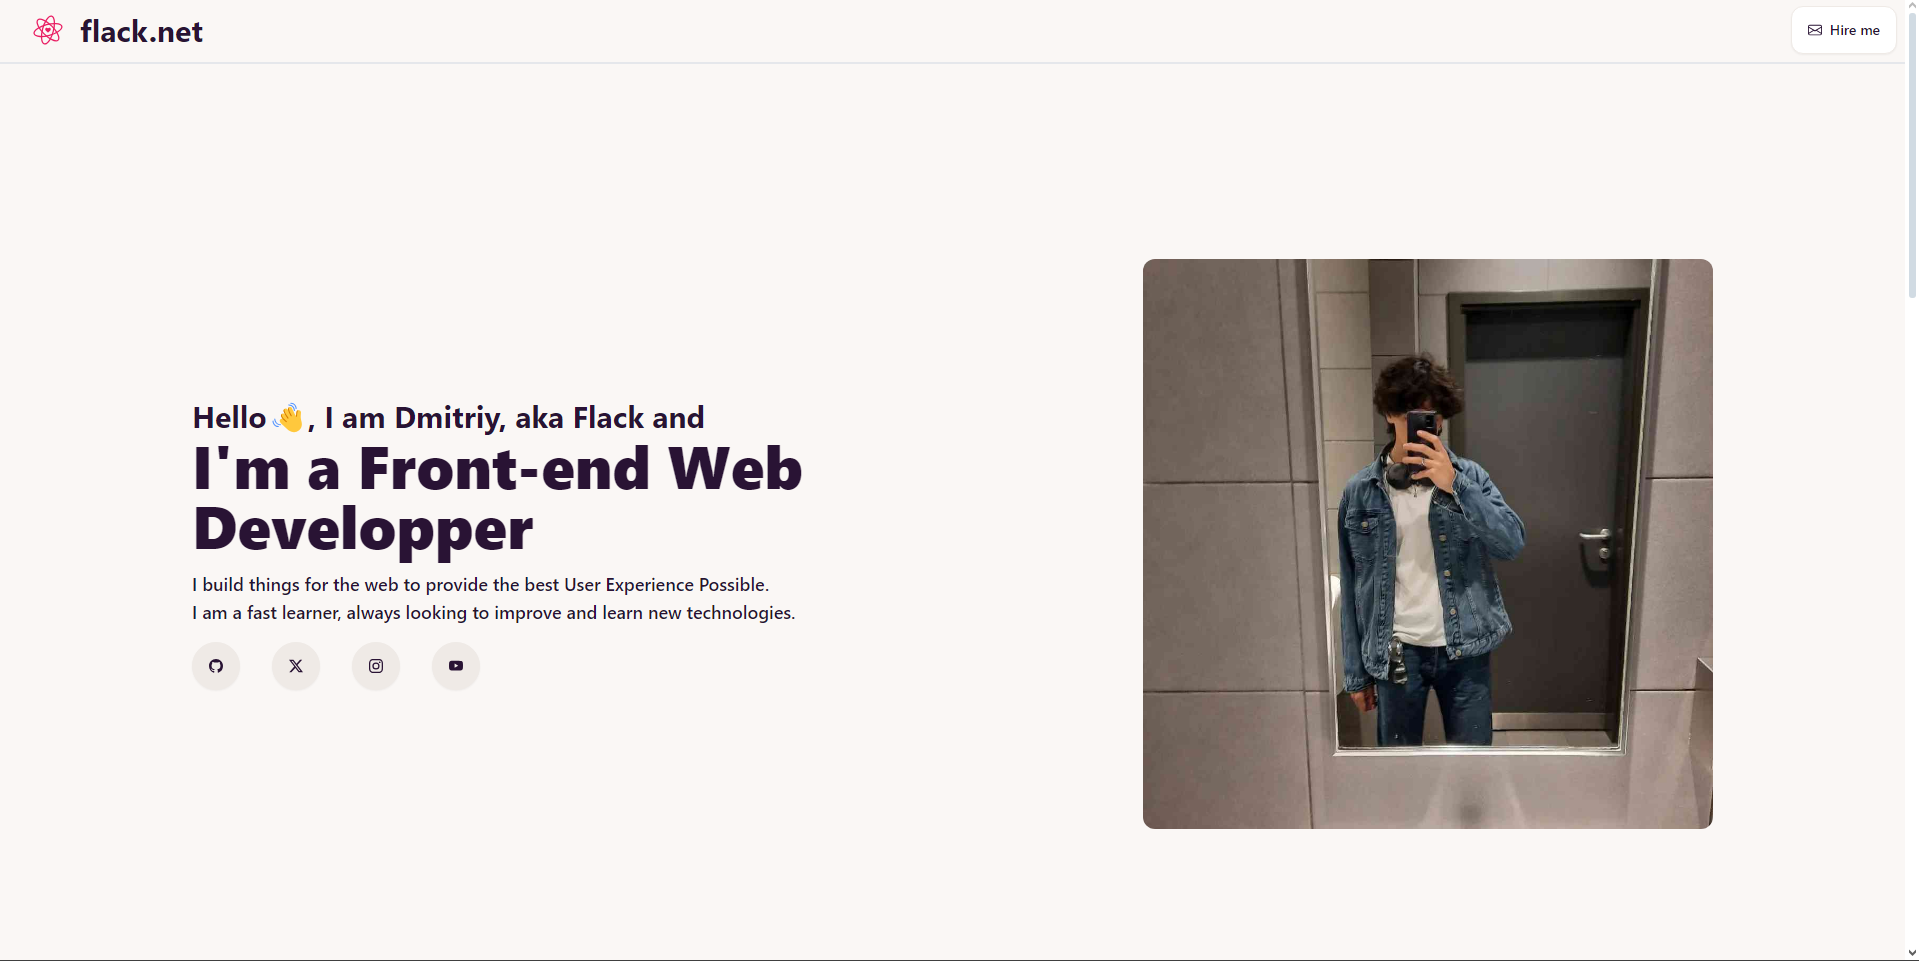 flack.net
Hire me
Hello 👋, I am Dmitriy, aka Flack and
I'm a Front-end Web
Developper
I build things for the web to provide the best User Experience Possible.
I am a fast learner, always looking to improve and learn new technologies.